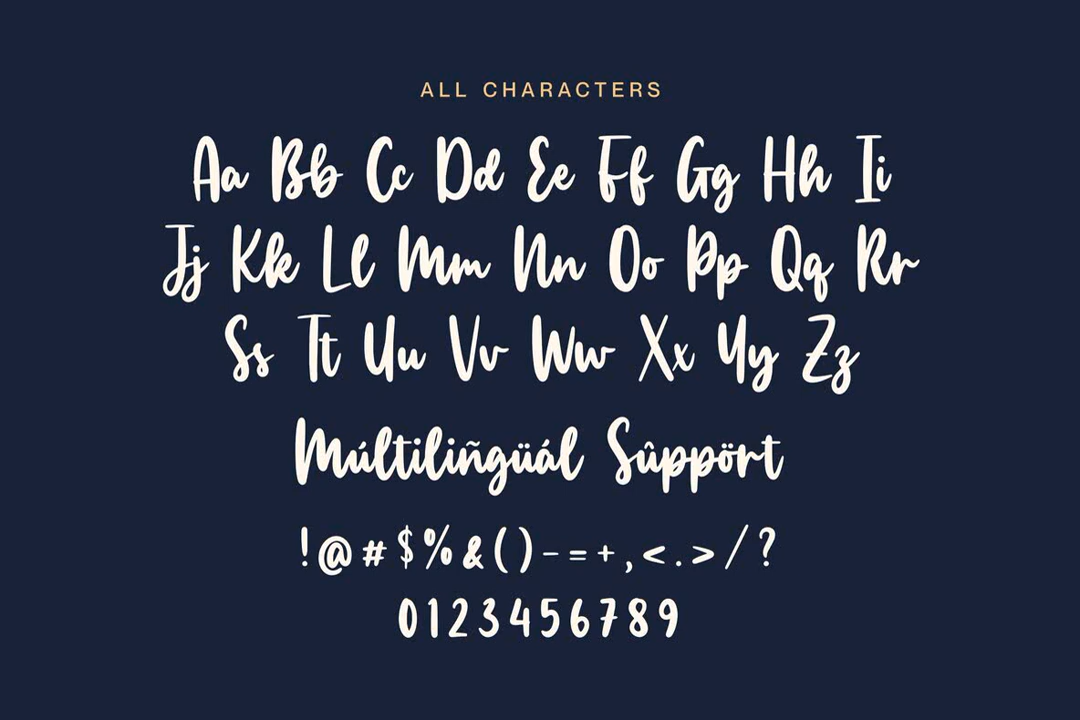 ALL CHARACTERS
Aa Bb Cc Dd Ee Ff Gg Hh Ii
Jj Kk Ll Mm Nn Oo Pp Qq Rr
Ss Tt Uu Vv Ww Xx Yy Zz
Múltiliñgüál Sûppört
!@#$%&()-=+,<.>/?
0123456789